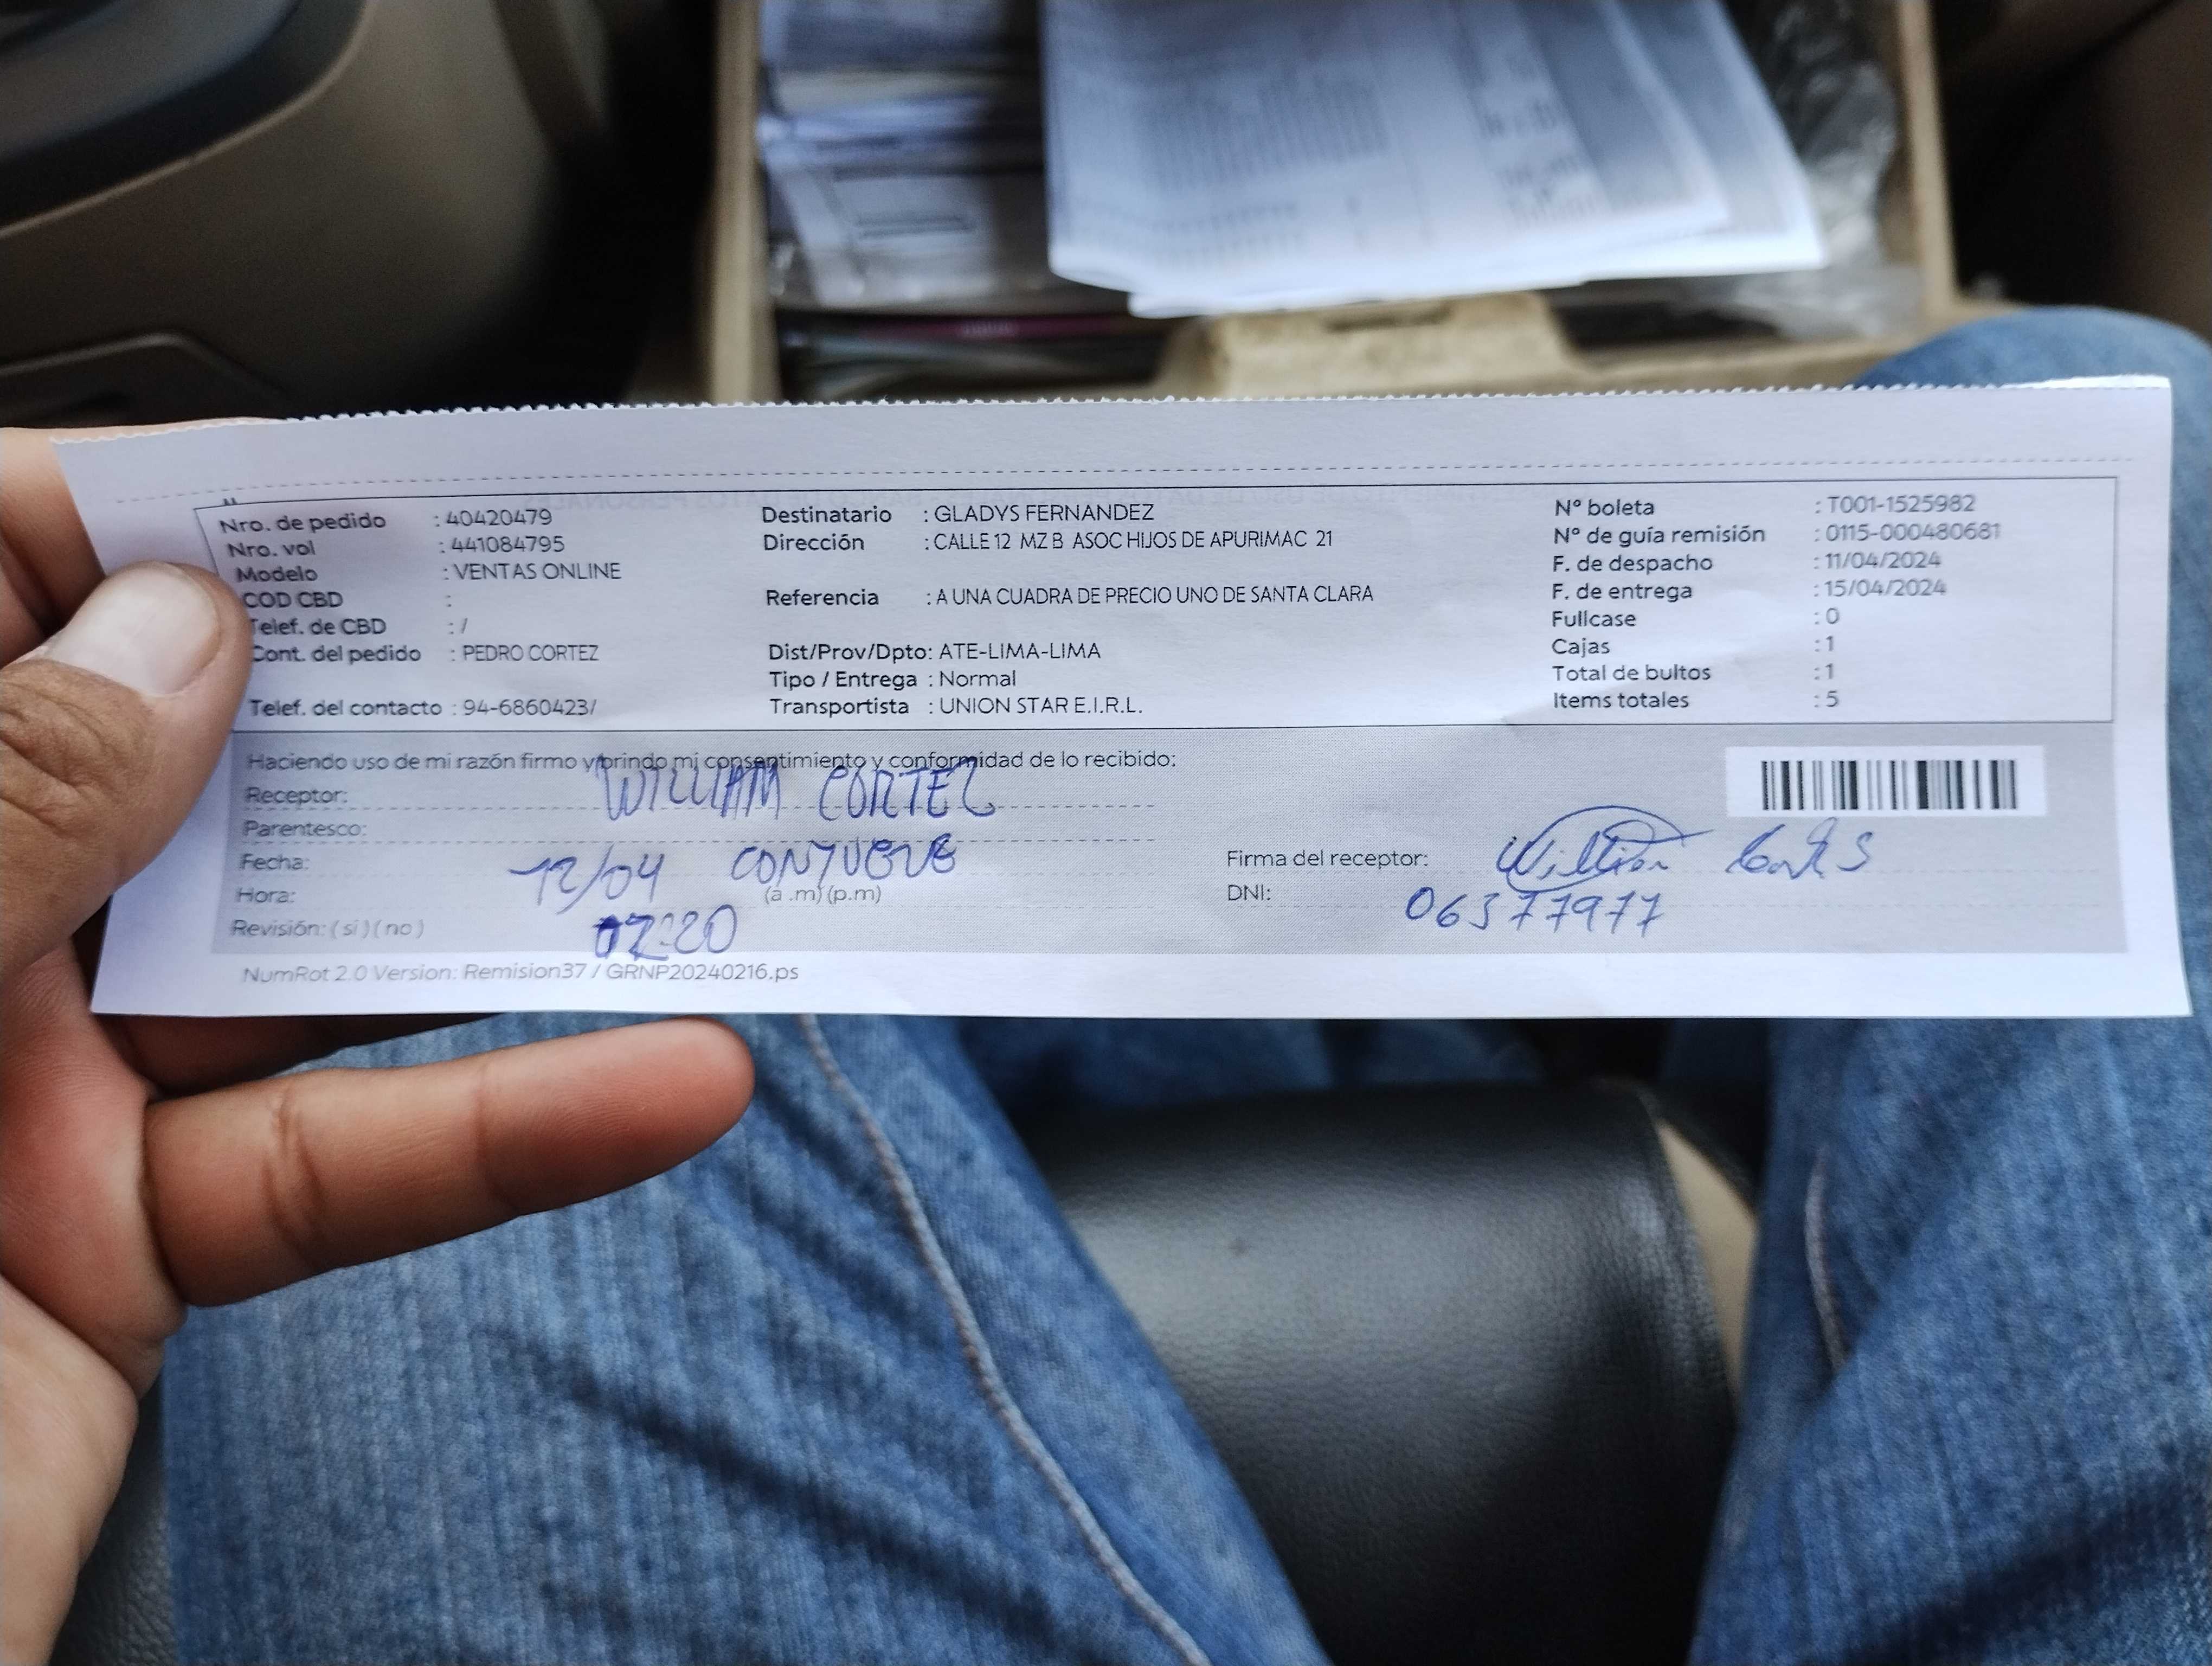 Nro. de pedido : 40420479
Nro. vol : 441084795
Modelo : VENTAS ONLINE
COD CBD :
Telef. de CBD : /
Cont. del pedido : PEDRO CORTEZ
Telef. del contacto : 94-6860423/
Destinatario : GLADYS FERNANDEZ
Dirección : CALLE 12 MZ B ASOC HIJOS DE APURIMAC 21
Referencia : A UNA CUADRA DE PRECIO UNO DE SANTA CLARA
Dist/Prov/Dpto: ATE-LIMA-LIMA
Tipo / Entrega : Normal
Transportista : UNION STAR E.I.R.L.
Nº boleta : T001-1525982
Nº de guía remisión : 0115-000480681
F. de despacho : 11/04/2024
F. de entrega : 15/04/2024
Fullcase : 0
Cajas : 1
Total de bultos : 1
Items totales : 5
Haciendo uso de mi razón firmo y brindo mi consentimiento y conformidad de lo recibido:
Receptor: WILLIAM CORTEZ
Parentesco:
Fecha: 12/04 CONYUGUE
Hora: (a .m) (p.m)
Revisión: ( si ) ( no ) 12:20
Firma del receptor: William
DNI: 06377977
NumRot 2.0 Version: Remision37 / GRNP20240216.ps